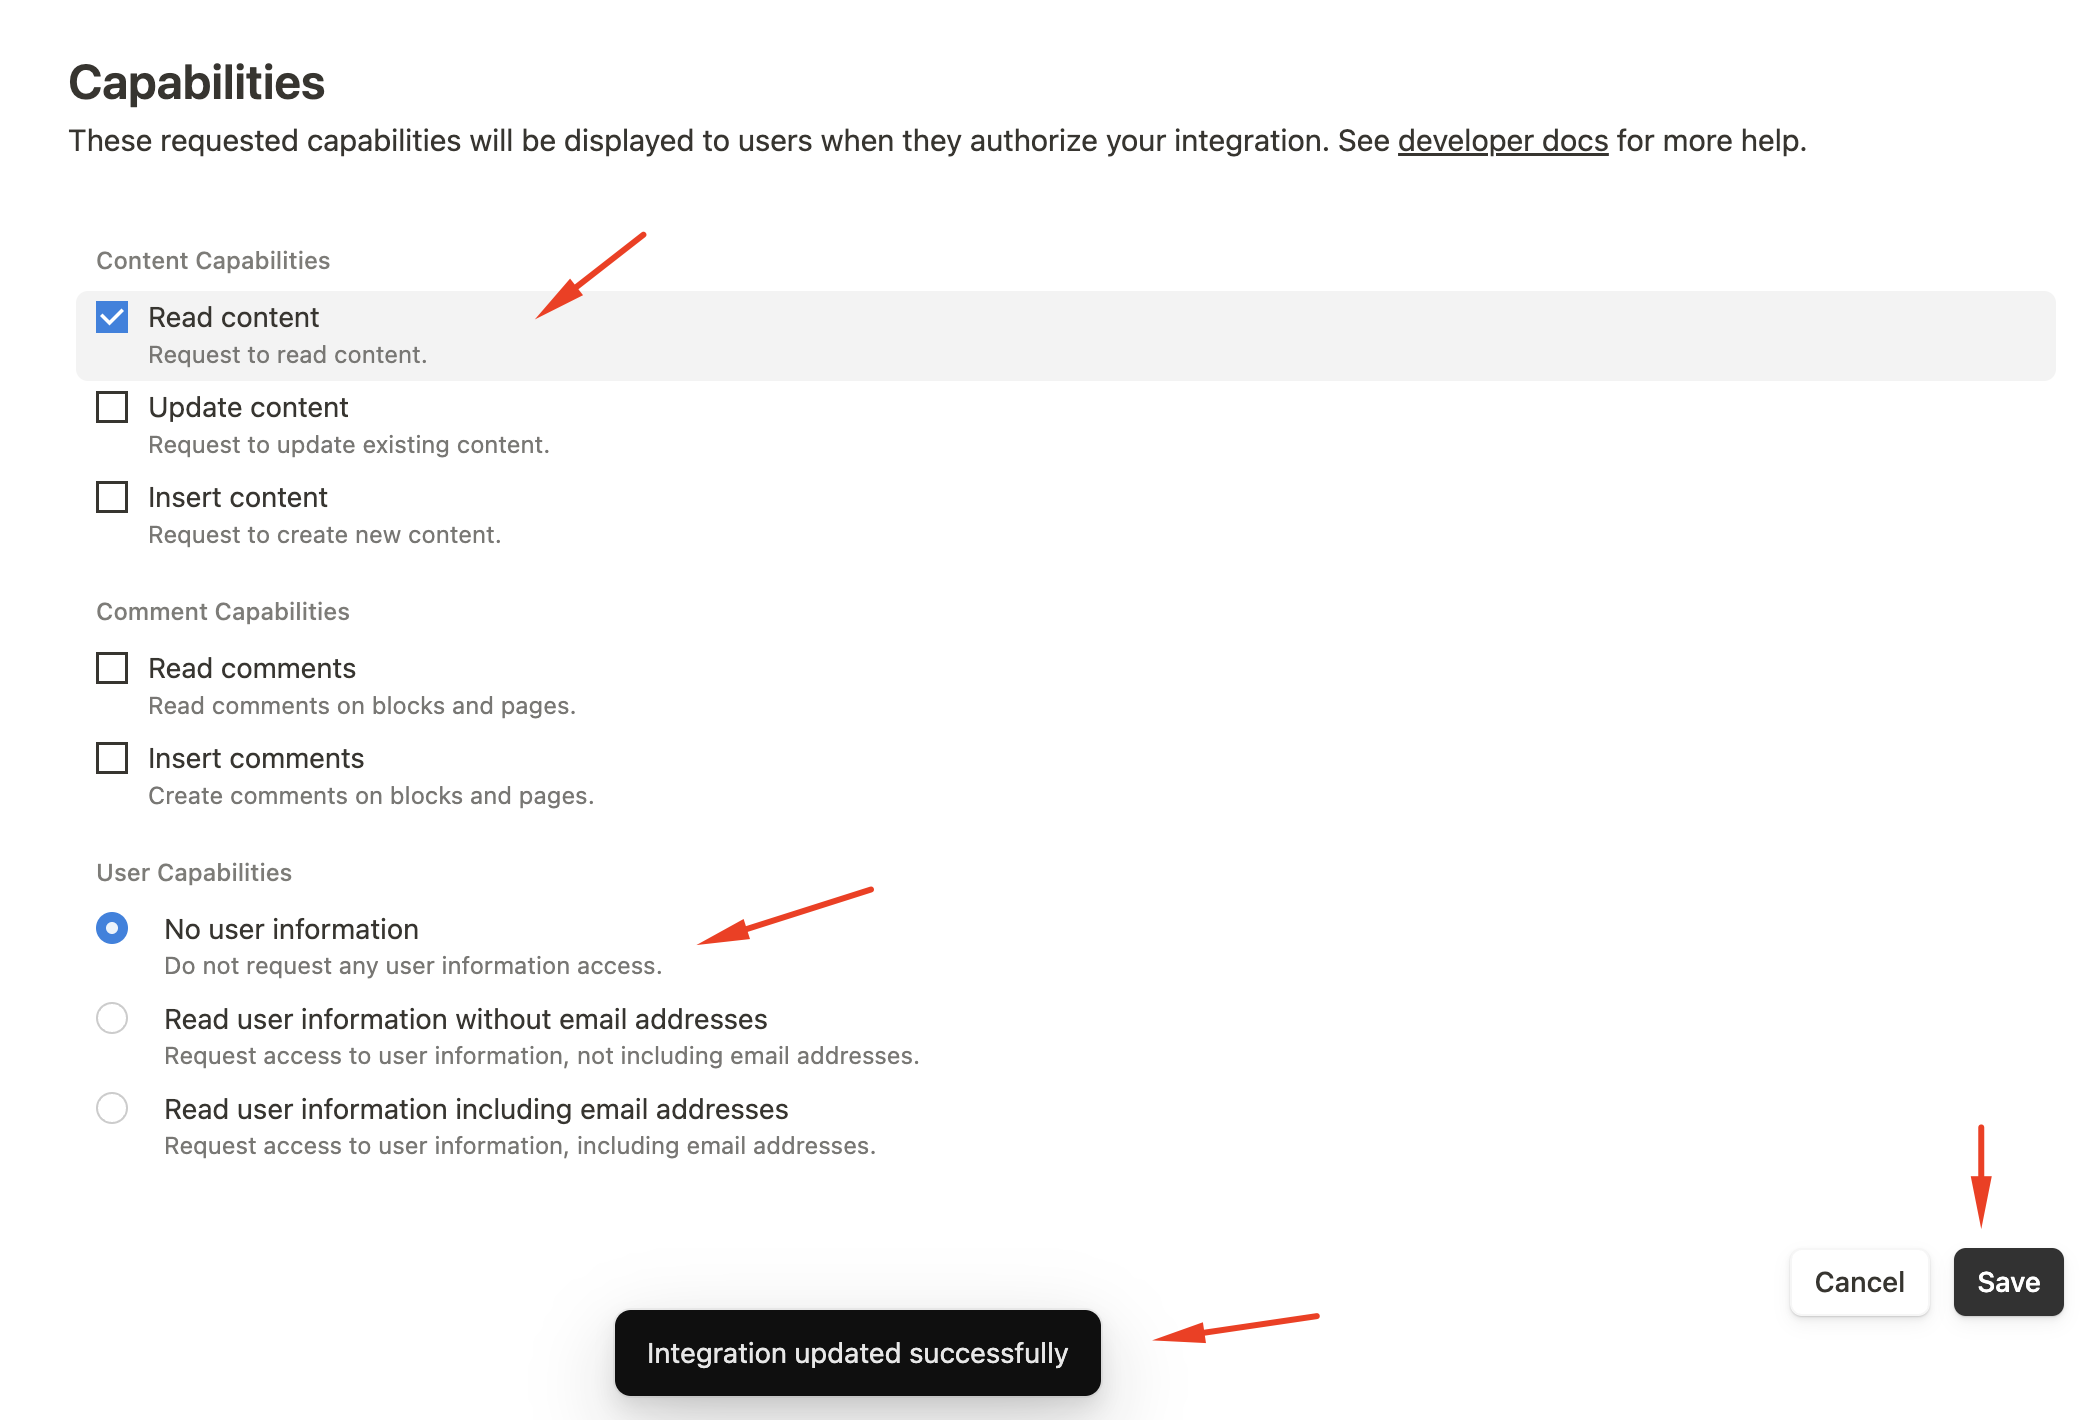 Capabilities
These requested capabilities will be displayed to users when they authorize your integration. See developer docs for more help.
Content Capabilities
Read content
Request to read content.
Update content
Request to update existing content.
Insert content
Request to create new content.
Comment Capabilities
Read comments
Read comments on blocks and pages.
Insert comments
Create comments on blocks and pages.
User Capabilities
No user information
Do not request any user information access.
Read user information without email addresses
Request access to user information, not including email addresses.
Read user information including email addresses
Request access to user information, including email addresses.
Cancel
Save
Integration updated successfully